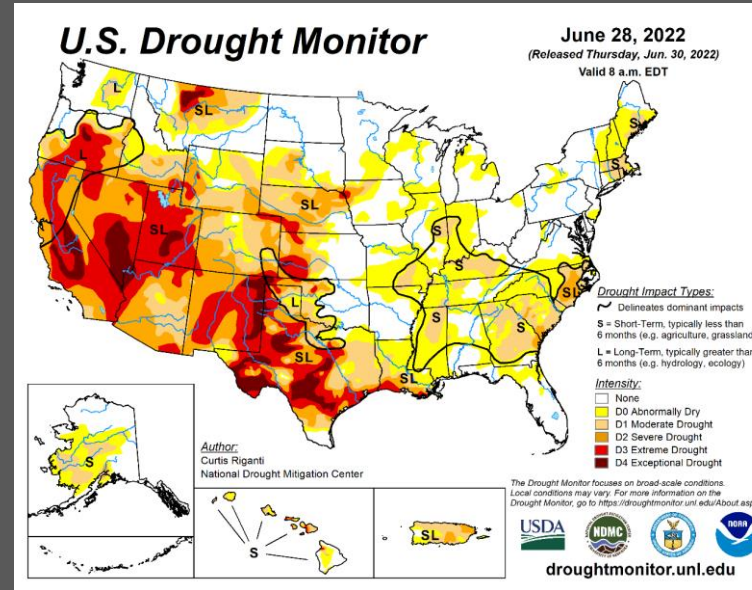 U.S. Drought Monitor
June 28, 2022
(Released Thursday, Jun. 30, 2022)
Valid 8 a.m. EDT
L
SL
S
L
S
SL
SL
S
S
L
S
SL
S
SL
SL
Drought Impact Types:
Delineates dominant impacts
S = Short-Term, typically less than
6 months (e.g. agriculture, grassland
L = Long-Term, typically greater than
6 months (e.g. hydrology, ecology)
Intensity:
None
D0 Abnormally Dry
D1 Moderate Drought
D2 Severe Drought
D3 Extreme Drought
D4 Exceptional Drought
S
Author:
Curtis Riganti
National Drought Mitigation Center
S
SL
The Drought Monitor focuses on broad-scale conditions.
Local conditions may vary. For more information on the
Drought Monitor, go to https://droughtmonitor.unl.edu/About.asp
USDA
NDMC
NOAA
droughtmonitor.unl.edu